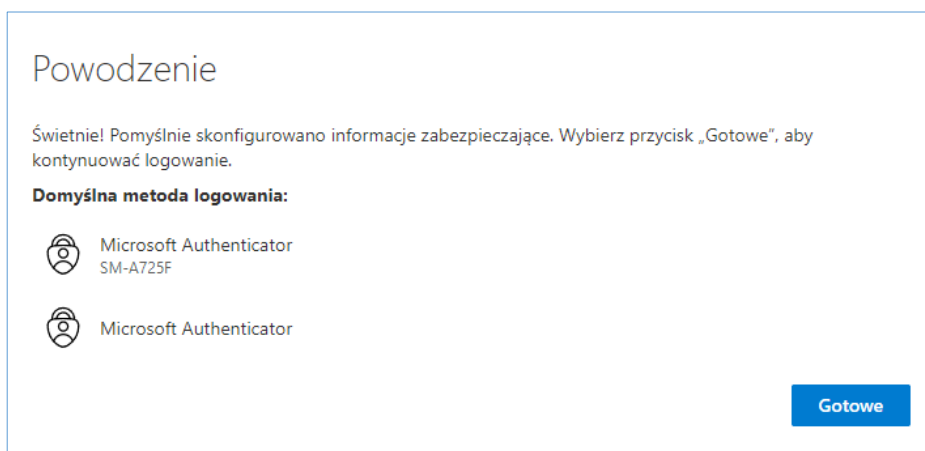 Powodzenie
Świetnie! Pomyślnie skonfigurowano informacje zabezpieczające. Wybierz przycisk „Gotowe”, aby
kontynuować logowanie.
Domyślna metoda logowania:
Microsoft Authenticator
SM-A725F
Microsoft Authenticator
Gotowe